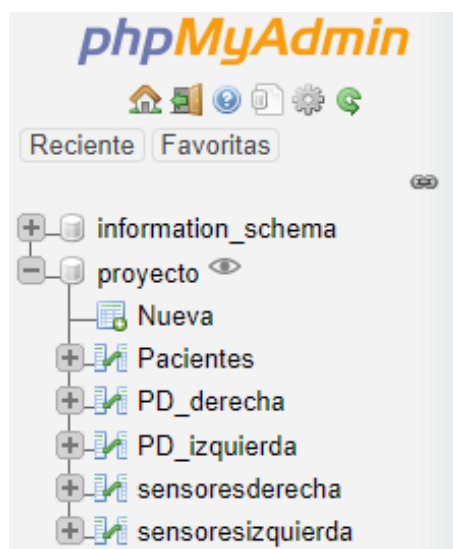 phpMyAdmin
Reciente Favoritas
information_schema
proyecto
Nueva
Pacientes
PD_derecha
PD_izquierda
sensoresderecha
sensoresizquierda